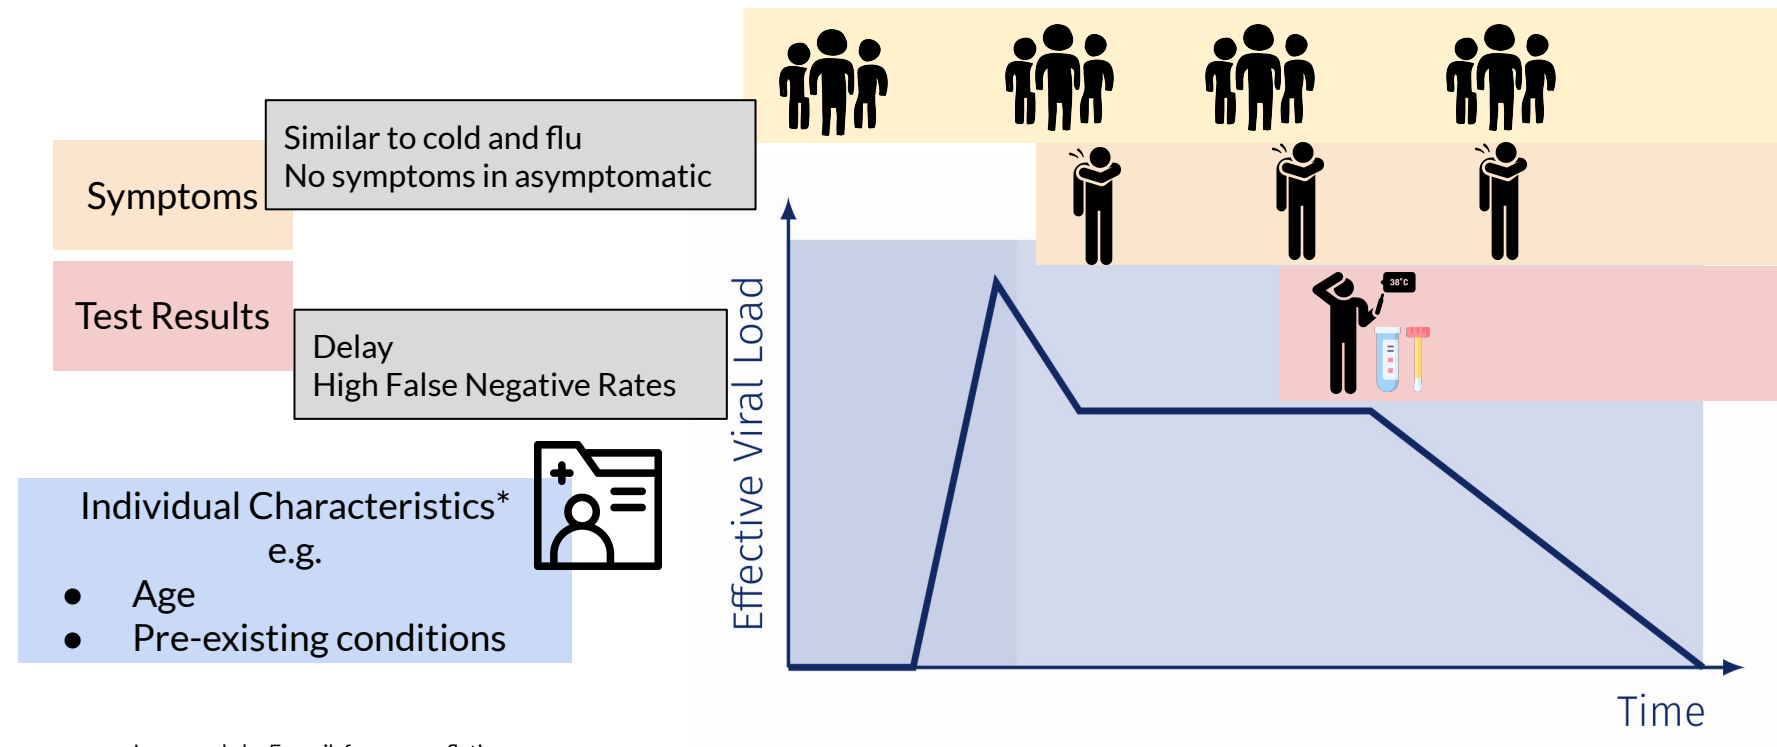 Similar to cold and flu
No symptoms in asymptomatic
Symptoms
Test Results
Delay
High False Negative Rates
Individual Characteristics*
e.g.
● Age
● Pre-existing conditions
Effective Viral Load
38°C
Time